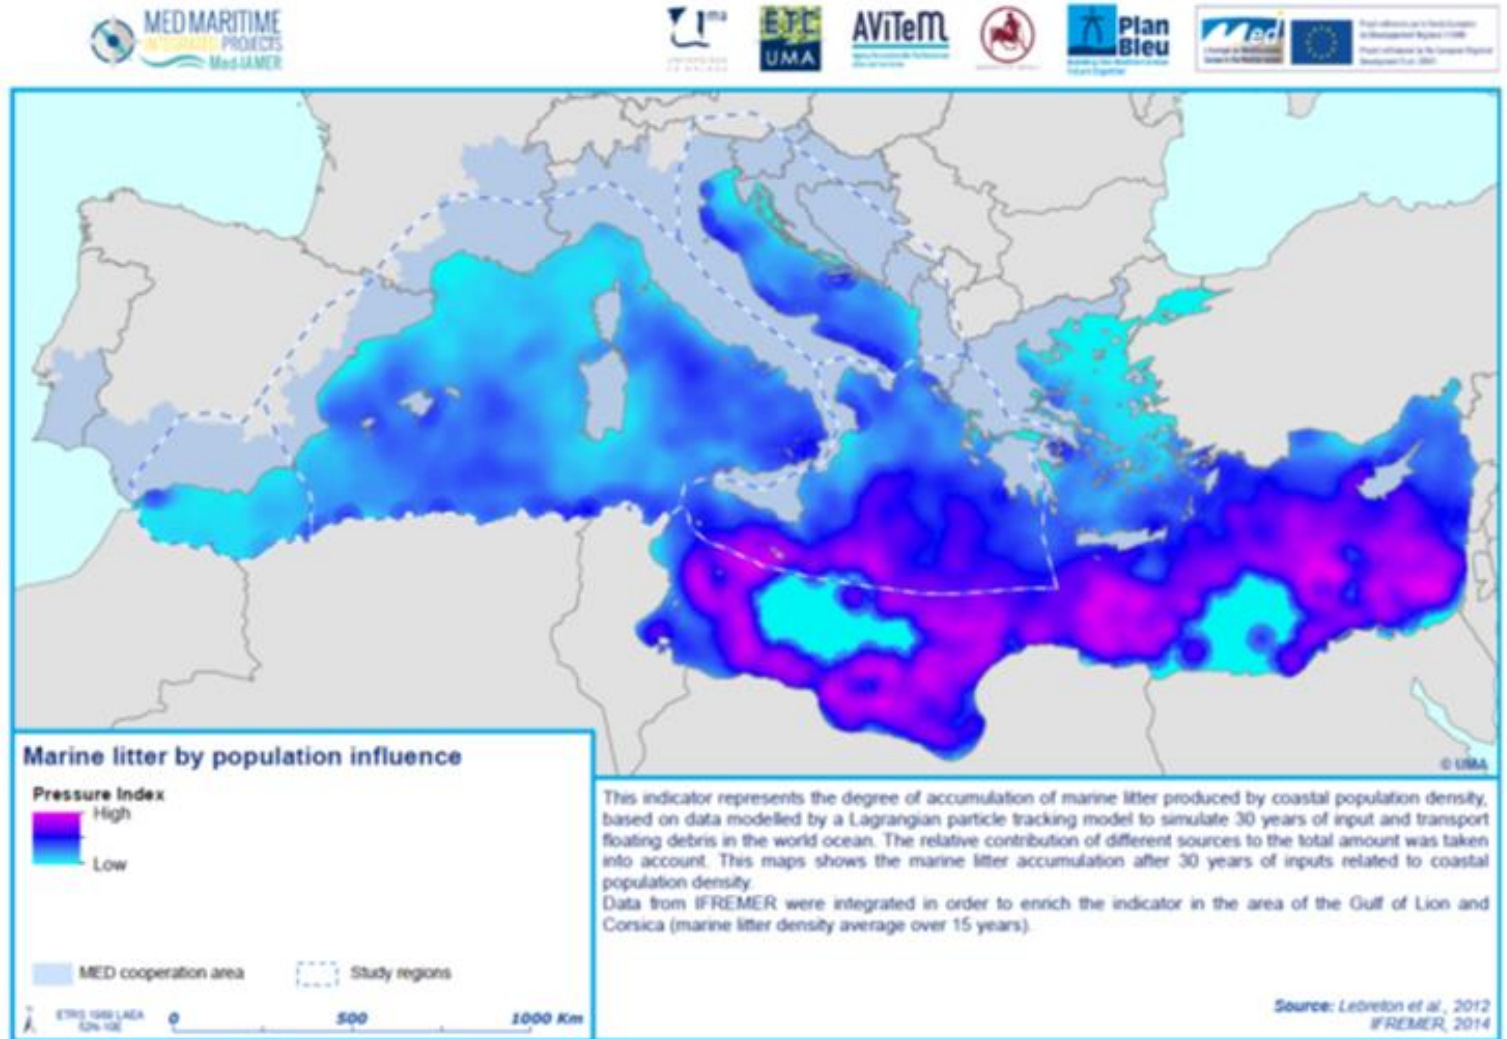 MED MARITIME
INTEGRATED PROJECTS
Med-IAMER
uma
ETC
UMA
AViTeM
Plan
Bleu
Med
© UMA
Marine litter by population influence
Pressure Index
High
Low
MED cooperation area
Study regions
ETRS 1989 LAEA
52N 10E
0 500 1000 Km
This indicator represents the degree of accumulation of marine litter produced by coastal population density,
based on data modelled by a Lagrangian particle tracking model to simulate 30 years of input and transport
floating debris in the world ocean. The relative contribution of different sources to the total amount was taken
into account. This maps shows the marine litter accumulation after 30 years of inputs related to coastal
population density.
Data from IFREMER were integrated in order to enrich the indicator in the area of the Gulf of Lion and
Corsica (marine litter density average over 15 years).
Source: Lebreton et al., 2012
IFREMER, 2014